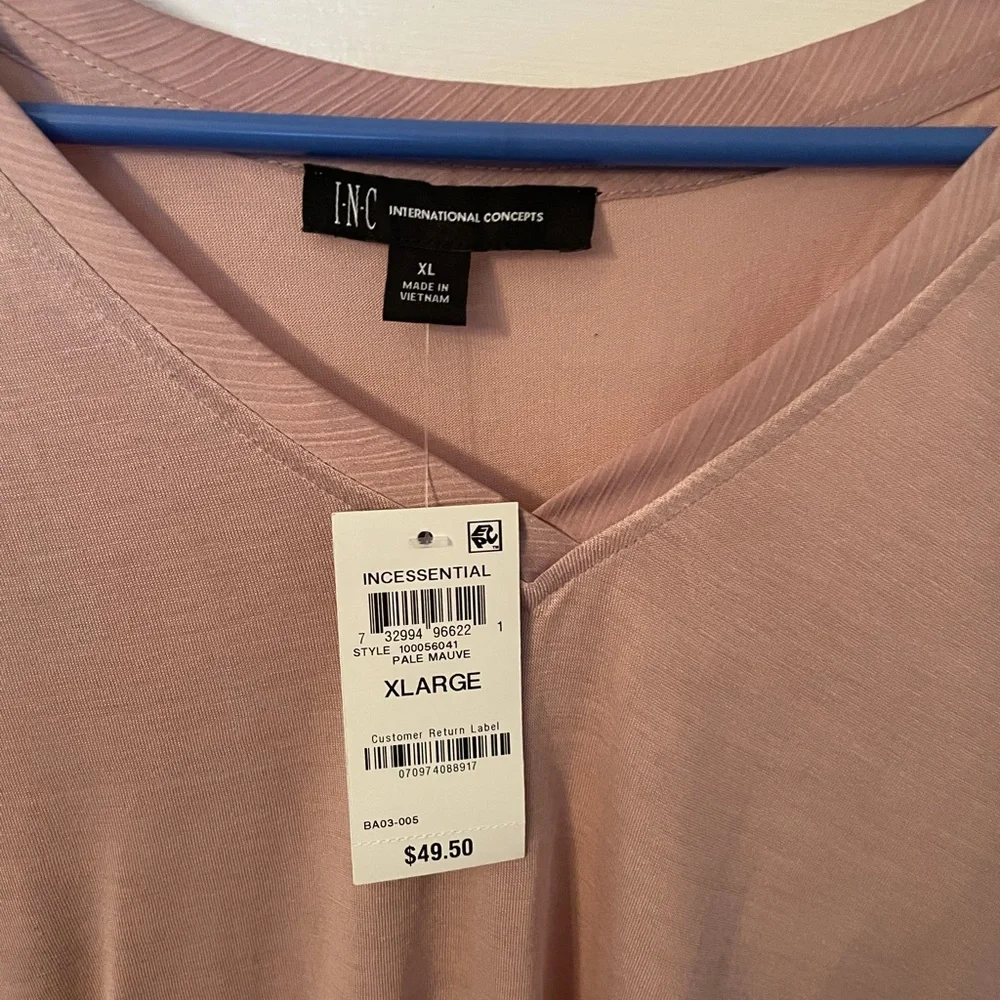 I·N·C INTERNATIONAL CONCEPTS
XL
MADE IN
VIETNAM
INCESSENTIAL
7 32994 96622 1
STYLE 100056041
PALE MAUVE
XLARGE
Customer Return Label
070974088917
BA03-005
$49.50